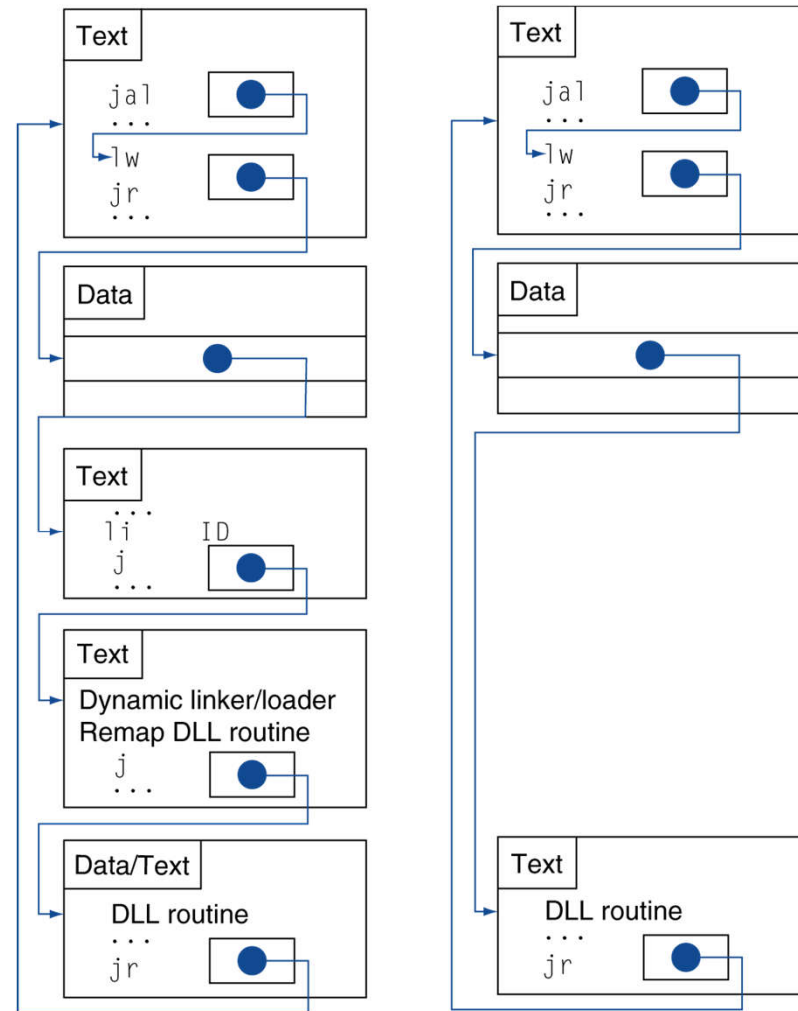 Text
jal
...
lw
jr
...
Data
Text
...
li ID
j
...
Text
Dynamic linker/loader
Remap DLL routine
j
...
Data/Text
DLL routine
...
jr
Text
jal
...
lw
jr
...
Data
Text
DLL routine
...
jr